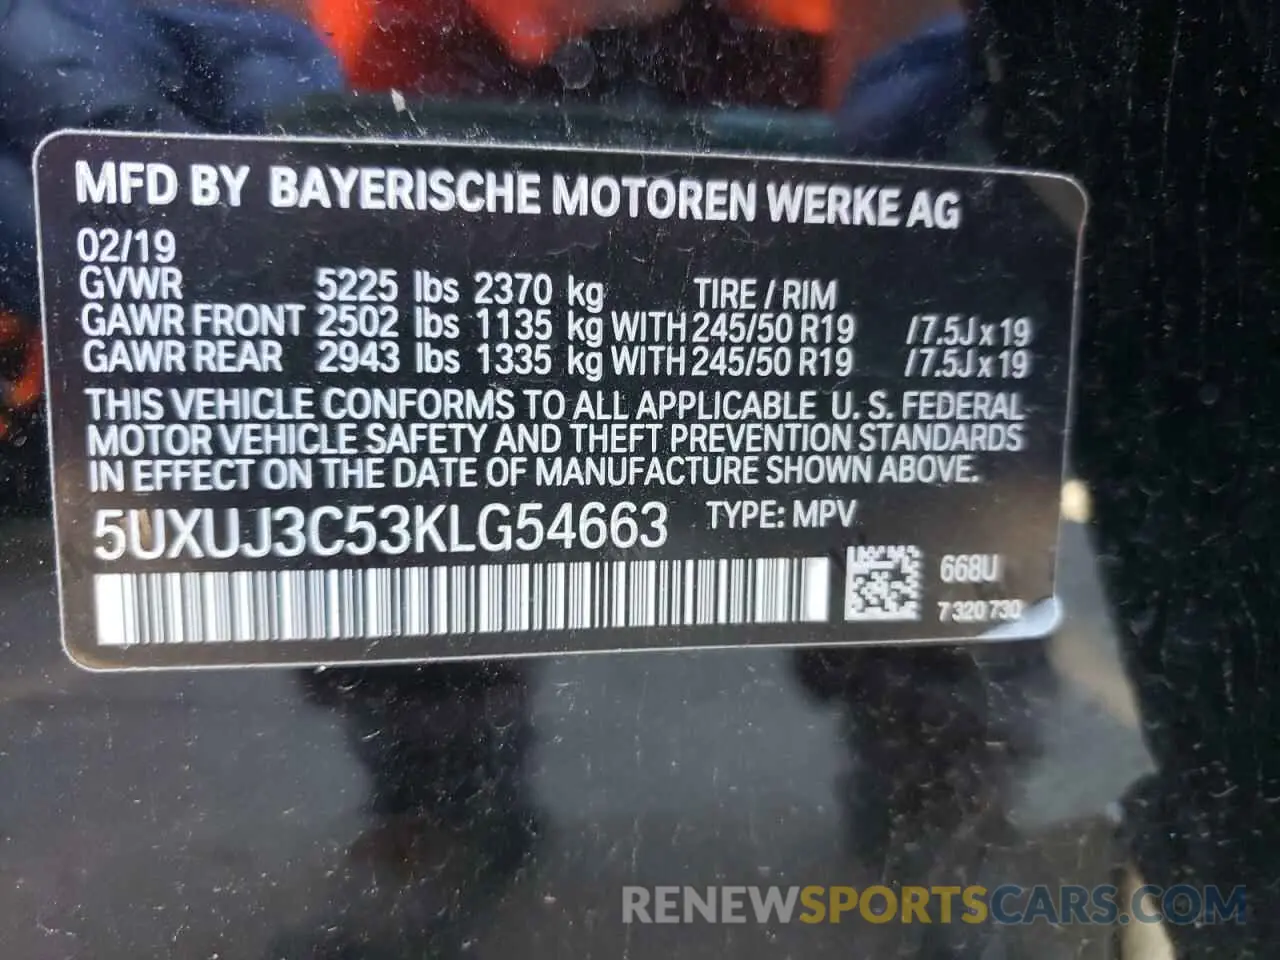 MFD BY BAYERISCHE MOTOREN WERKE AG
02/19
GVWR 5225 lbs 2370 kg TIRE / RIM
GAWR FRONT 2502 lbs 1135 kg WITH 245/50 R19 /7.5J x 19
GAWR REAR 2943 lbs 1335 kg WITH 245/50 R19 /7.5J x 19
THIS VEHICLE CONFORMS TO ALL APPLICABLE U. S. FEDERAL
MOTOR VEHICLE SAFETY AND THEFT PREVENTION STANDARDS
IN EFFECT ON THE DATE OF MANUFACTURE SHOWN ABOVE.
5UXUJ3C53KLG54663 TYPE: MPV
668U
7 320 730
RENEWSPORTSCARS.COM